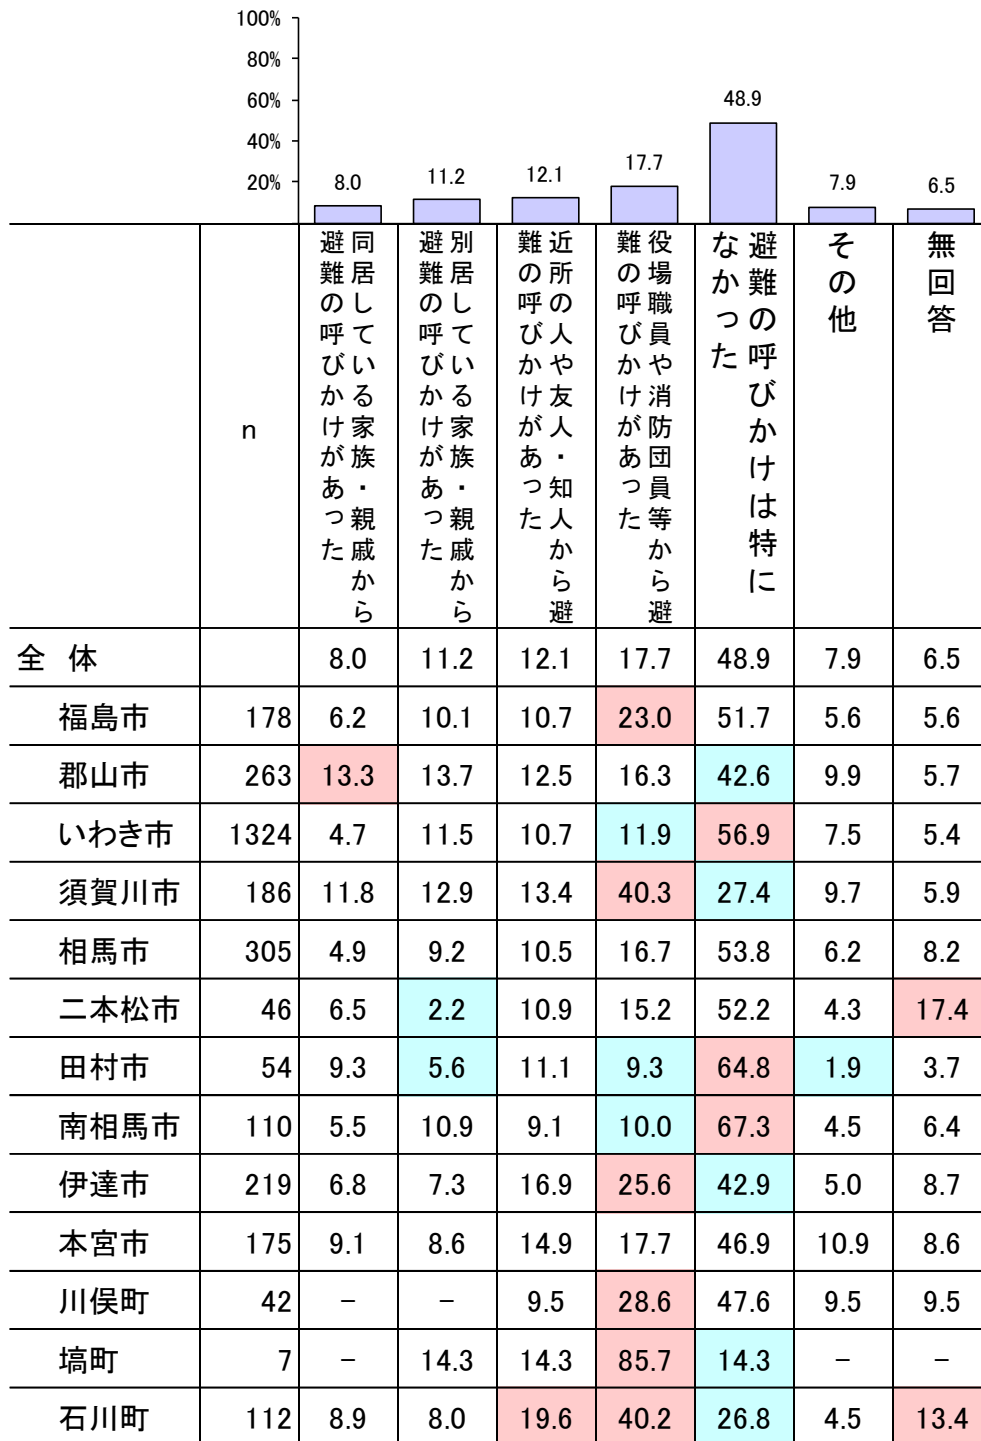 100%
80%
60%
40%
20%
8.0
11.2
12.1
17.7
48.9
7.9
6.5
n
同居している家族・親戚から
避難の呼びかけがあった
別居している家族・親戚から
避難の呼びかけがあった
近所の人や友人・知人から避
難の呼びかけがあった
役場職員や消防団員等から避
難の呼びかけがあった
避難の呼びかけは特に
なかった
その他
無回答
全 体 8.0 11.2 12.1 17.7 48.9 7.9 6.5
福島市 178 6.2 10.1 10.7 23.0 51.7 5.6 5.6
郡山市 263 13.3 13.7 12.5 16.3 42.6 9.9 5.7
いわき市 1324 4.7 11.5 10.7 11.9 56.9 7.5 5.4
須賀川市 186 11.8 12.9 13.4 40.3 27.4 9.7 5.9
相馬市 305 4.9 9.2 10.5 16.7 53.8 6.2 8.2
二本松市 46 6.5 2.2 10.9 15.2 52.2 4.3 17.4
田村市 54 9.3 5.6 11.1 9.3 64.8 1.9 3.7
南相馬市 110 5.5 10.9 9.1 10.0 67.3 4.5 6.4
伊達市 219 6.8 7.3 16.9 25.6 42.9 5.0 8.7
本宮市 175 9.1 8.6 14.9 17.7 46.9 10.9 8.6
川俣町 42 − − 9.5 28.6 47.6 9.5 9.5
塙町 7 − 14.3 14.3 85.7 14.3 − −
石川町 112 8.9 8.0 19.6 40.2 26.8 4.5 13.4